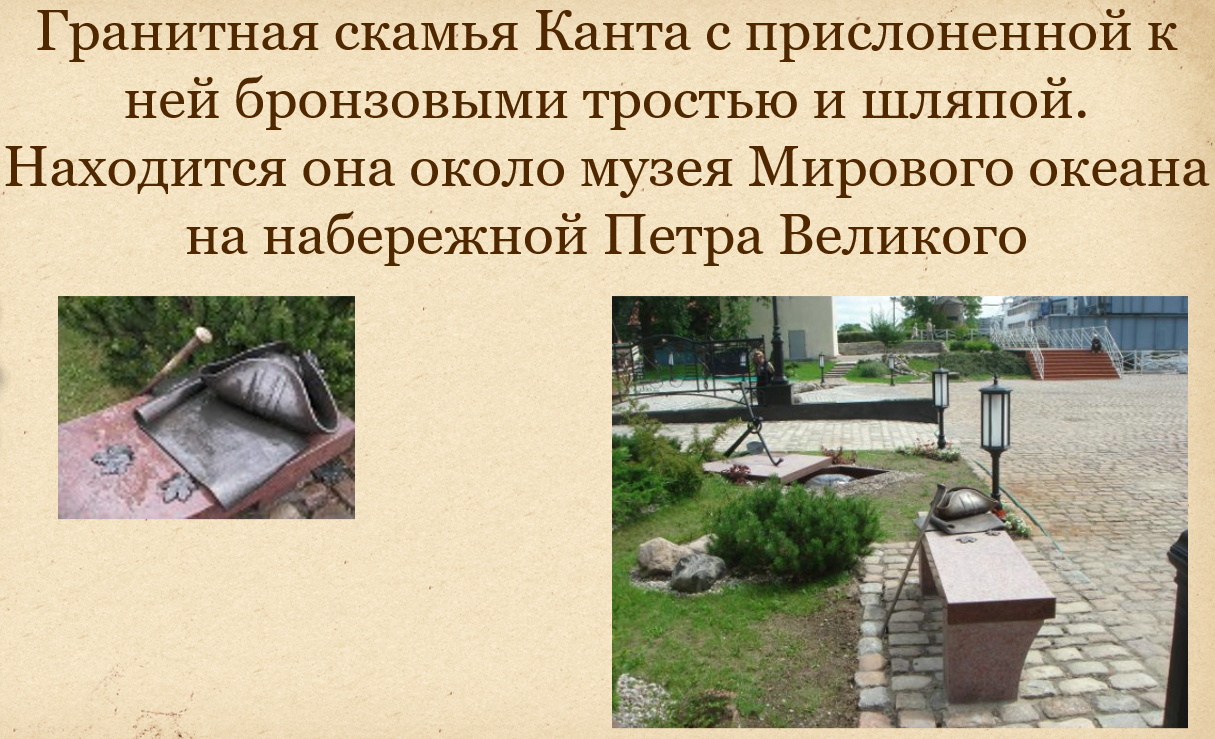 Гранитная скамья Канта с прислоненной к
ней бронзовыми тростью и шляпой.
Находится она около музея Мирового океана
на набережной Петра Великого